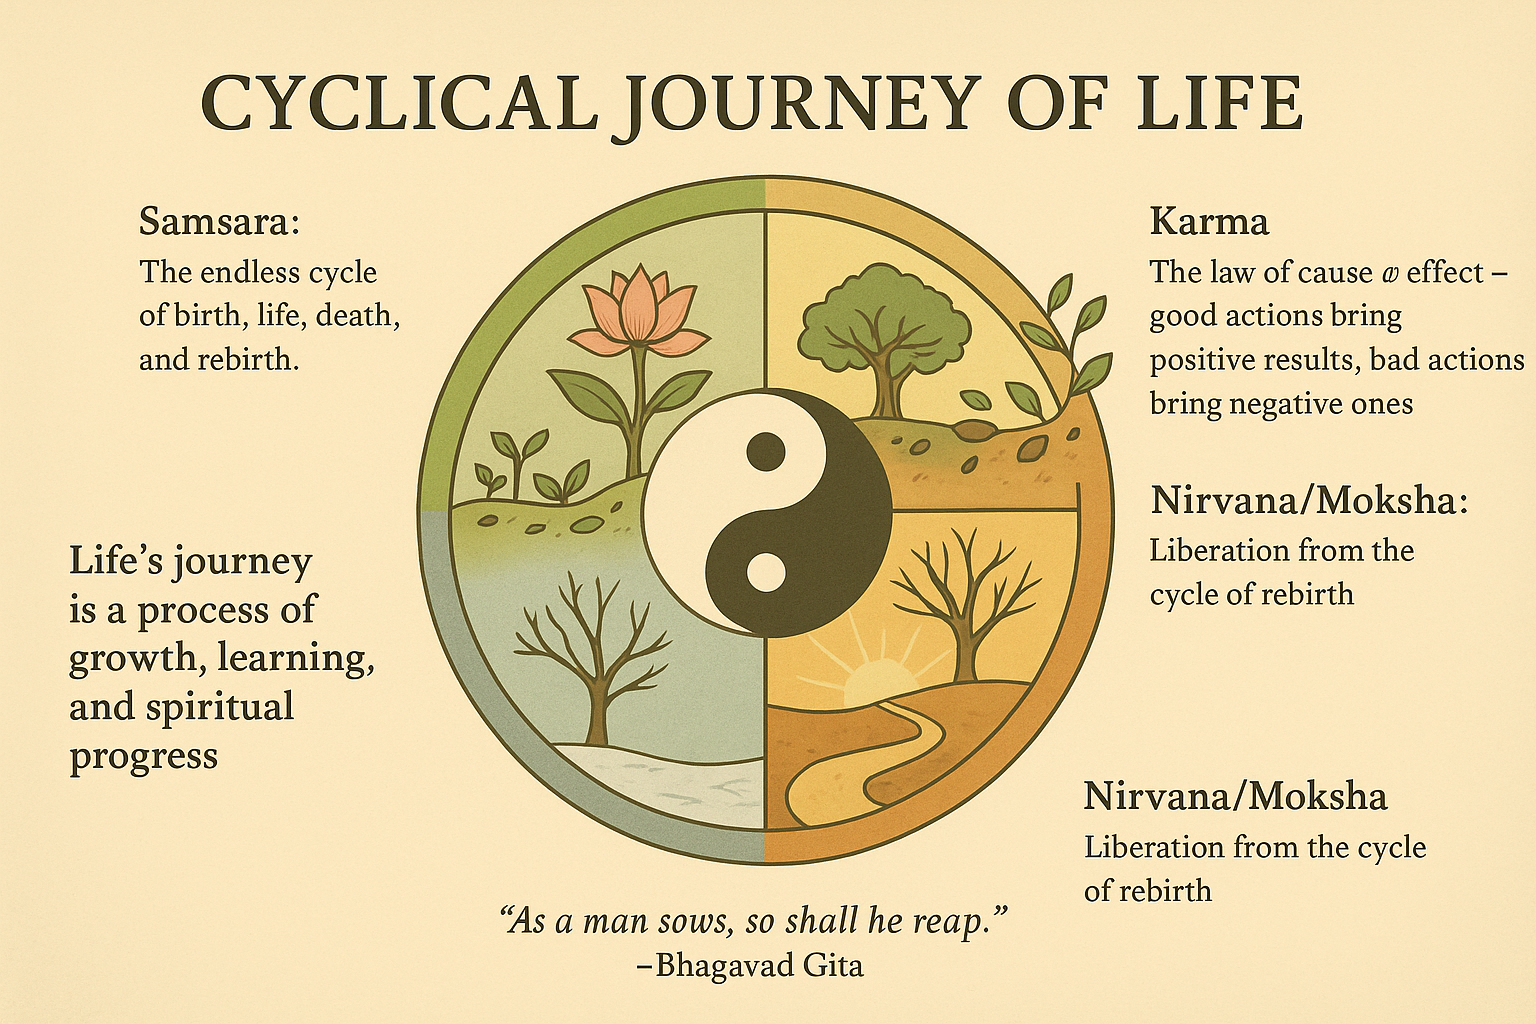 CYCLICAL JOURNEY OF LIFE
Samsara:
The endless cycle
of birth, life, death,
and rebirth.
Life’s journey
is a process of
growth, learning,
and spiritual
progress
Karma
The law of cause effect –
good actions bring
positive results, bad actions
bring negative ones
Nirvana/Moksha:
Liberation from the
cycle of rebirth
Nirvana/Moksha
Liberation from the cycle
of rebirth
“As a man sows, so shall he reap.”
–Bhagavad Gita